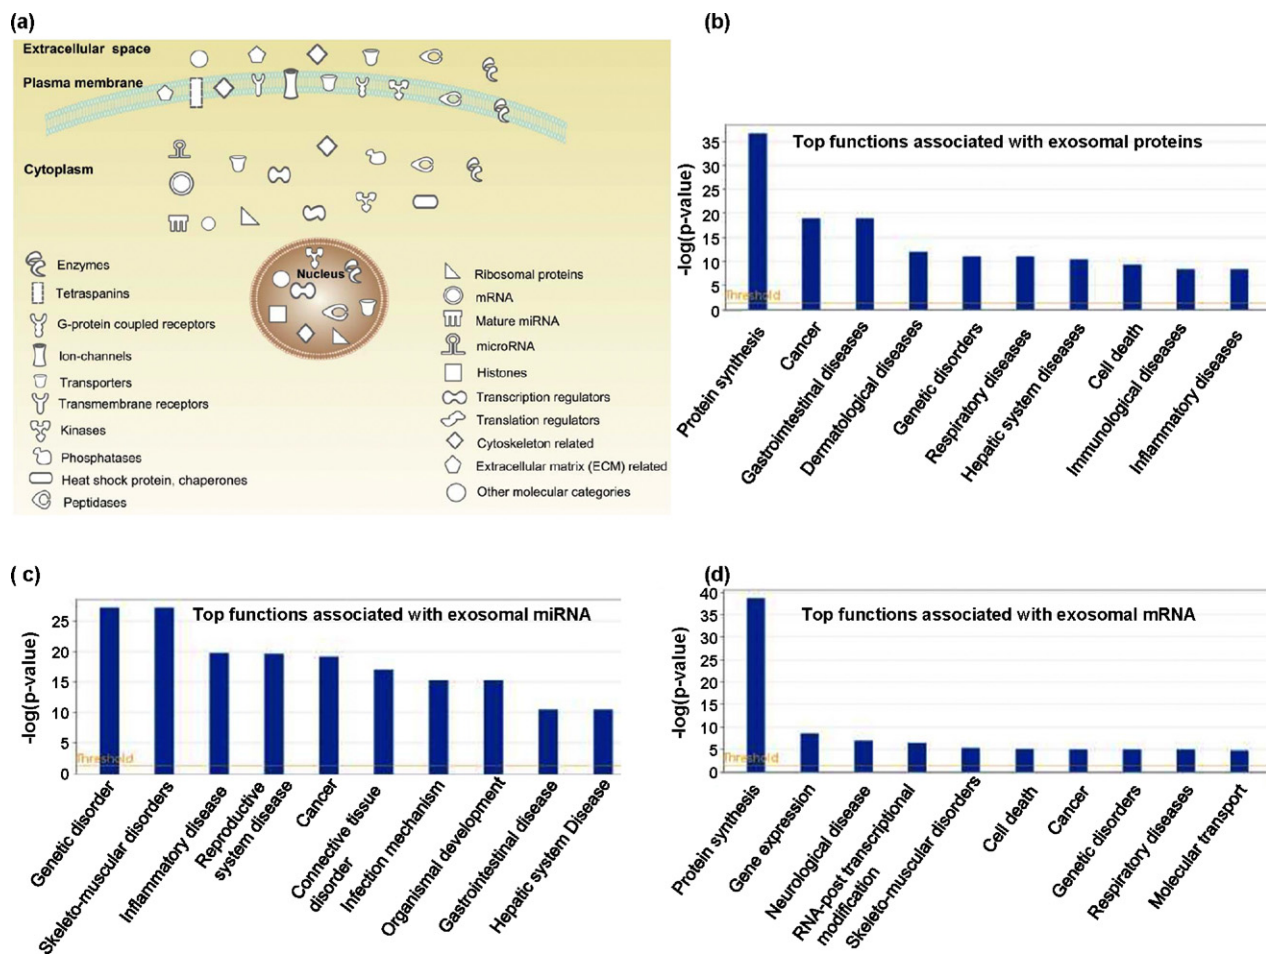 (a)
Extracellular space
Plasma membrane
Cytoplasm
Nucleus
Enzymes
Tetraspanins
G-protein coupled receptors
Ion-channels
Transporters
Transmembrane receptors
Kinases
Phosphatases
Heat shock protein, chaperones
Peptidases
Ribosomal proteins
mRNA
Mature miRNA
microRNA
Histones
Transcription regulators
Translation regulators
Cytoskeleton related
Extracellular matrix (ECM) related
Other molecular categories
(b)
Top functions associated with exosomal proteins
-log(p-value)
35
30
25
20
15
10
5
0
Threshold
Protein synthesis
Cancer
Gastroimtestinal diseases
Dermatological diseases
Genetic disorders
Respiratory diseases
Hepatic system diseases
Cell death
Immunological diseases
Inflammatory diseases
( c)
Top functions associated with exosomal miRNA
-log(p-value)
25
20
15
10
5
0
Threshold
Genetic disorder
Skeleto-muscular disorders
Inflammatory disease
Reproductive
system disease
Cancer
Connective tissue
disorder
Infection mechanism
Organismal development
Gastrointestinal disease
Hepatic system Disease
(d)
Top functions associated with exosomal mRNA
-log(p-value)
40
35
30
25
20
15
10
5
0
Threshold
Protein synthesis
Gene expression
Neurological disease
RNA-post transcriptional
modification
Skeleto-muscular disorders
Cell death
Cancer
Genetic disorders
Respiratory diseases
Molecular transport